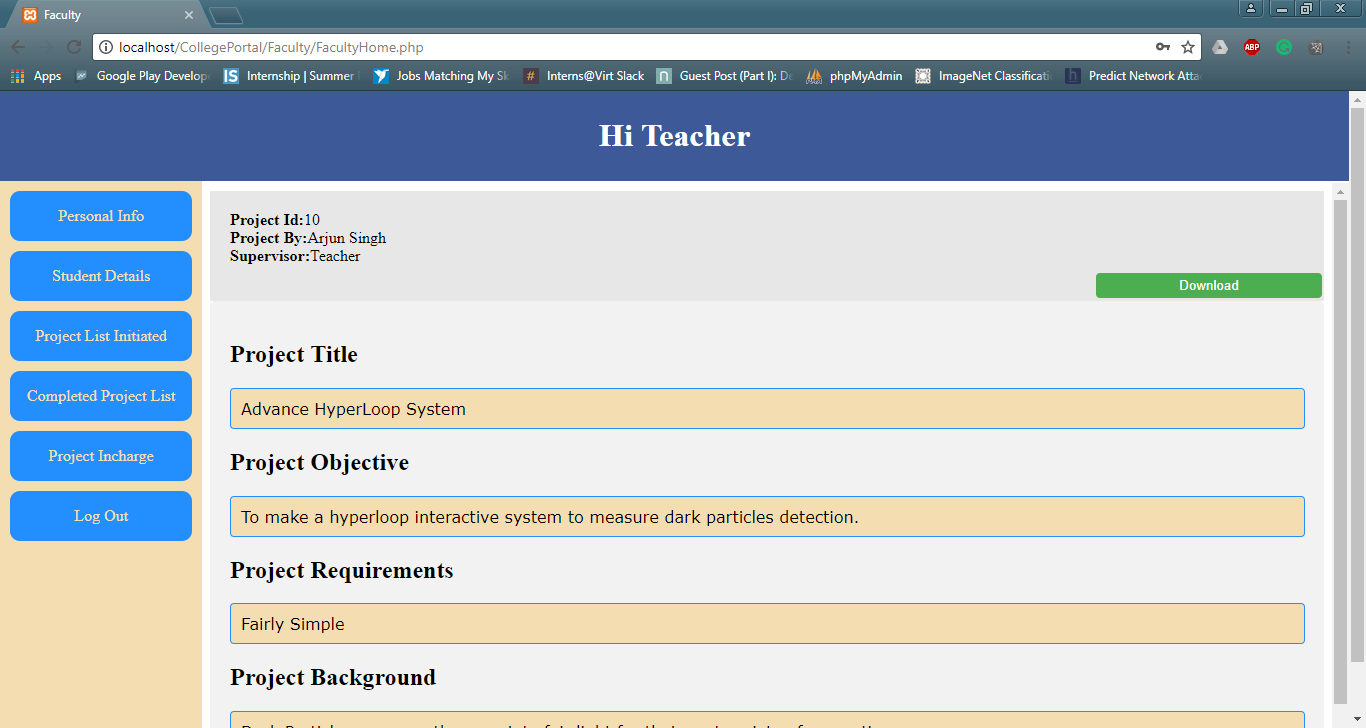 Faculty
localhost/CollegePortal/Faculty/FacultyHome.php
ABP
Apps Google Play Develop IS Internship | Summer Jobs Matching My Sk # Interns@Virt Slack n Guest Post (Part I): De phpMyAdmin ImageNet Classificati h Predict Network Atta
Hi Teacher
Personal Info
Student Details
Project List Initiated
Completed Project List
Project Incharge
Log Out
Project Id:10
Project By:Arjun Singh
Supervisor:Teacher
Download
Project Title
Advance HyperLoop System
Project Objective
To make a hyperloop interactive system to measure dark particles detection.
Project Requirements
Fairly Simple
Project Background